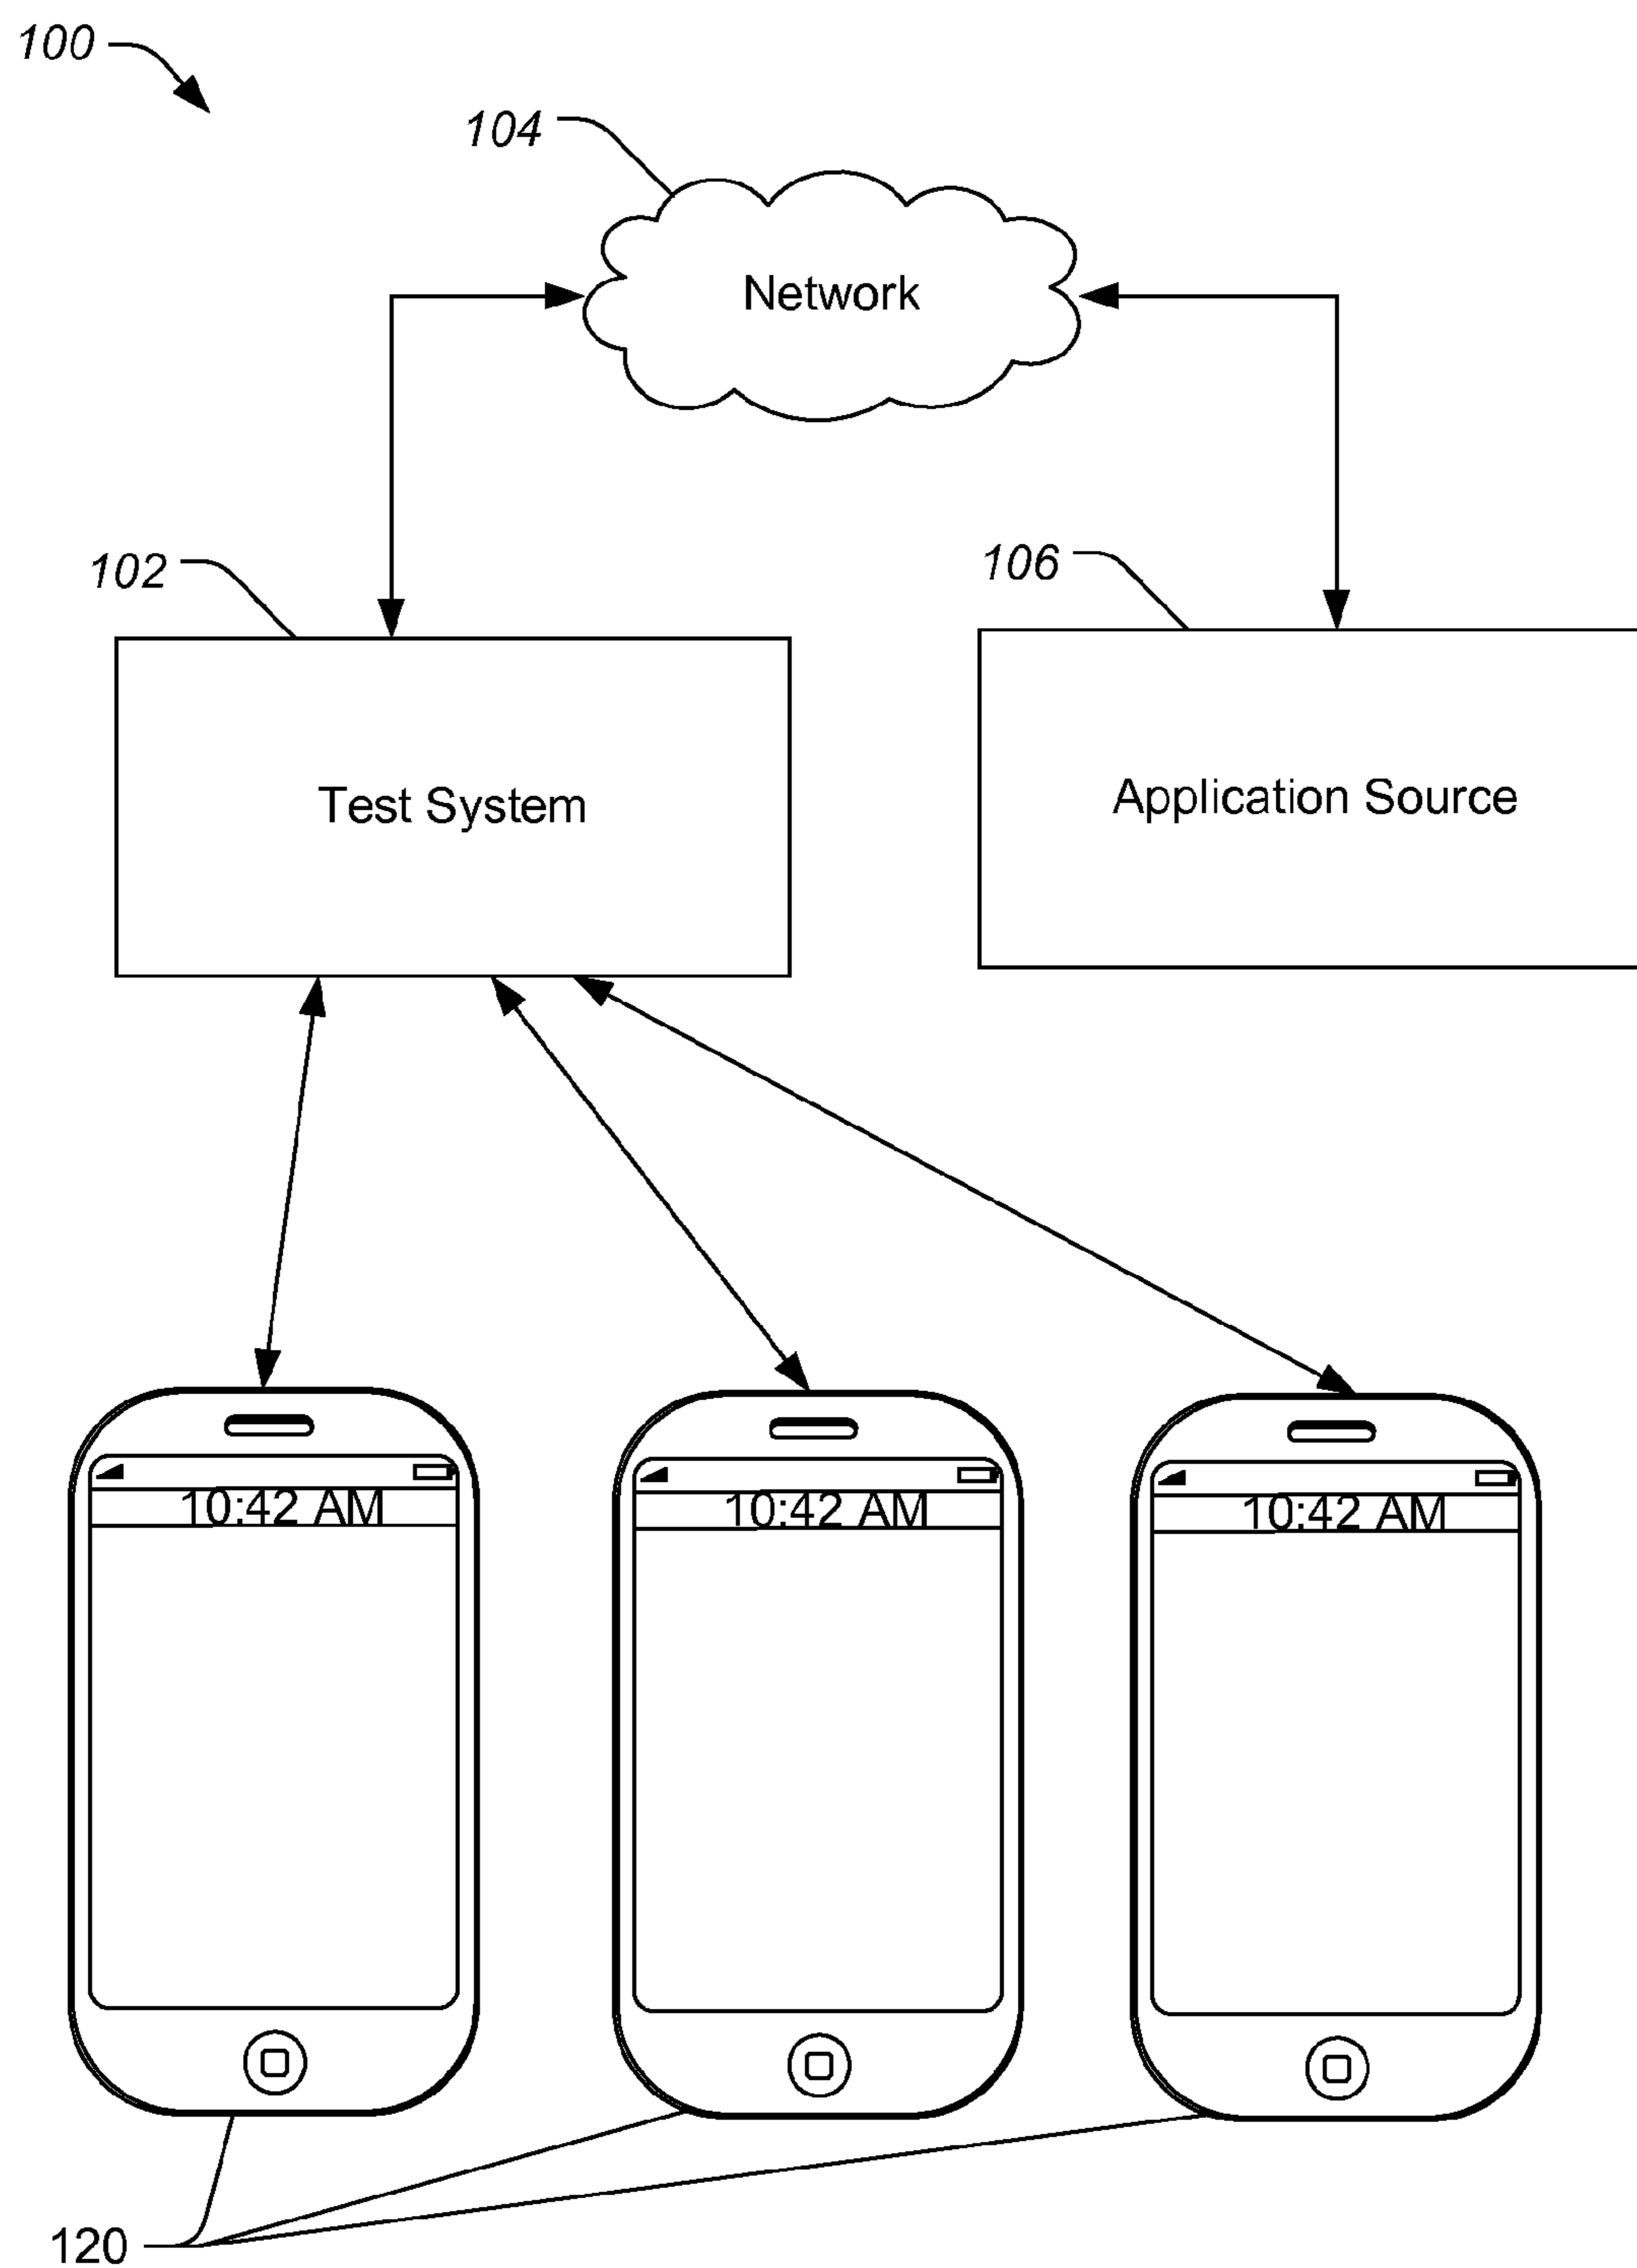 100
104
Network
102
106
Test System
Application Source
10:42 AM
10:42 AM
10:42 AM
120